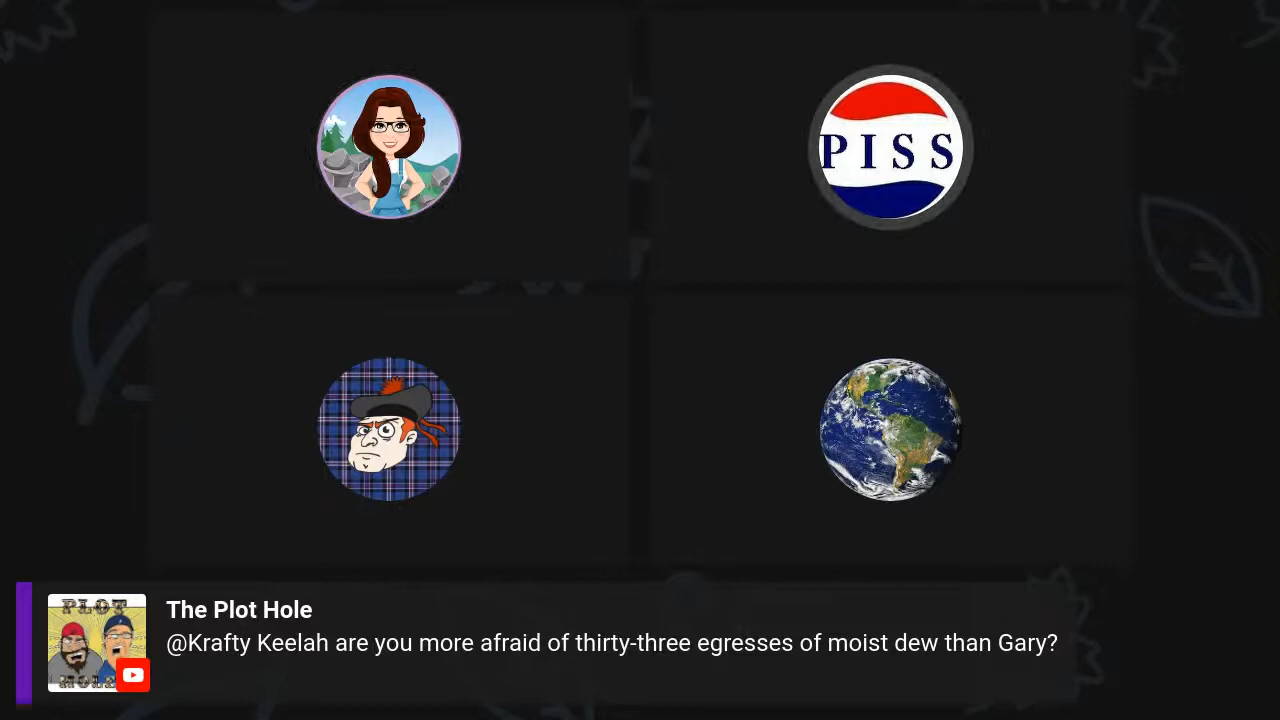 PISS
The Plot Hole
@Krafty Keelah are you more afraid of thirty-three egresses of moist dew than Gary?
PLOT
HOLE